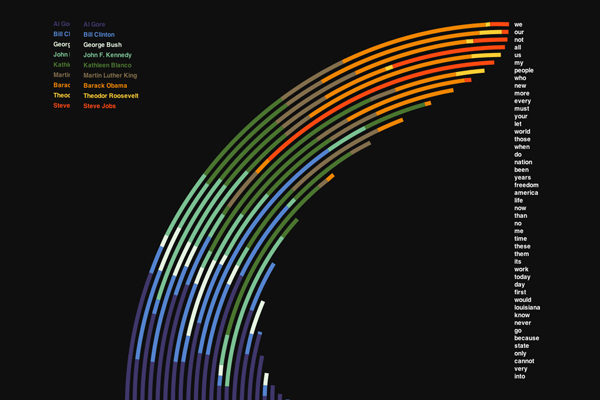 Al Go Al Gore
Bill Cl Bill Clinton
Georg George Bush
John John F. Kennedy
Kathl Kathleen Blanco
Martin Martin Luther King
Barac Barack Obama
Theod Theodor Roosevelt
Steve Steve Jobs
we
our
not
all
us
my
people
who
new
more
every
must
your
let
world
those
when
do
nation
been
years
freedom
america
life
now
than
no
me
time
these
them
its
work
today
day
first
would
louisiana
know
never
go
because
state
only
cannot
very
into